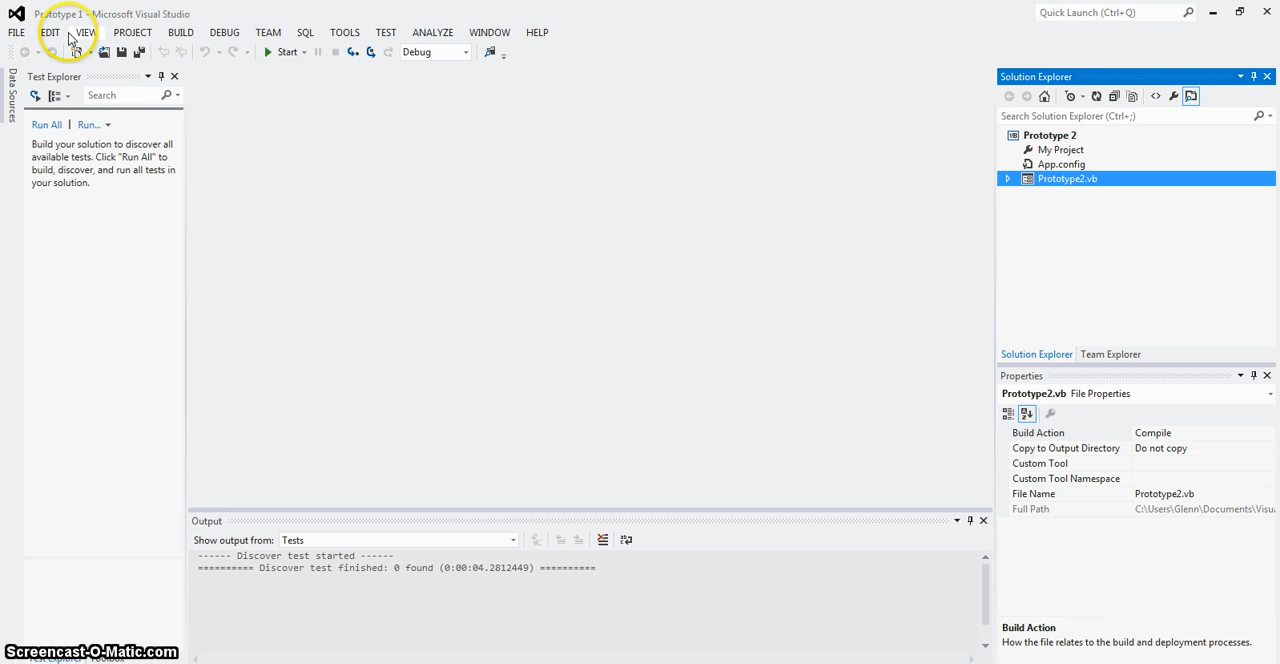 Prototype 1 - Microsoft Visual Studio
Quick Launch (Ctrl+Q)
FILE EDIT VIEW PROJECT BUILD DEBUG TEAM SQL TOOLS TEST ANALYZE WINDOW HELP
Start Debug
Data Sources
Test Explorer
Search
Run All | Run...
Build your solution to discover all
available tests. Click "Run All" to
build, discover, and run all tests in
your solution.
Output
Show output from: Tests
------ Discover test started ------
========== Discover test finished: 0 found (0:00:04.2812449) ==========
Solution Explorer
Search Solution Explorer (Ctrl+;)
Prototype 2
My Project
App.config
Prototype2.vb
Solution Explorer Team Explorer
Properties
Prototype2.vb File Properties
Build Action Compile
Copy to Output Directory Do not copy
Custom Tool
Custom Tool Namespace
File Name Prototype2.vb
Full Path C:\Users\Glenn\Documents\Visua
Build Action
How the file relates to the build and deployment processes.
Screencast-O-Matic.com
Test Explorer Toolbox